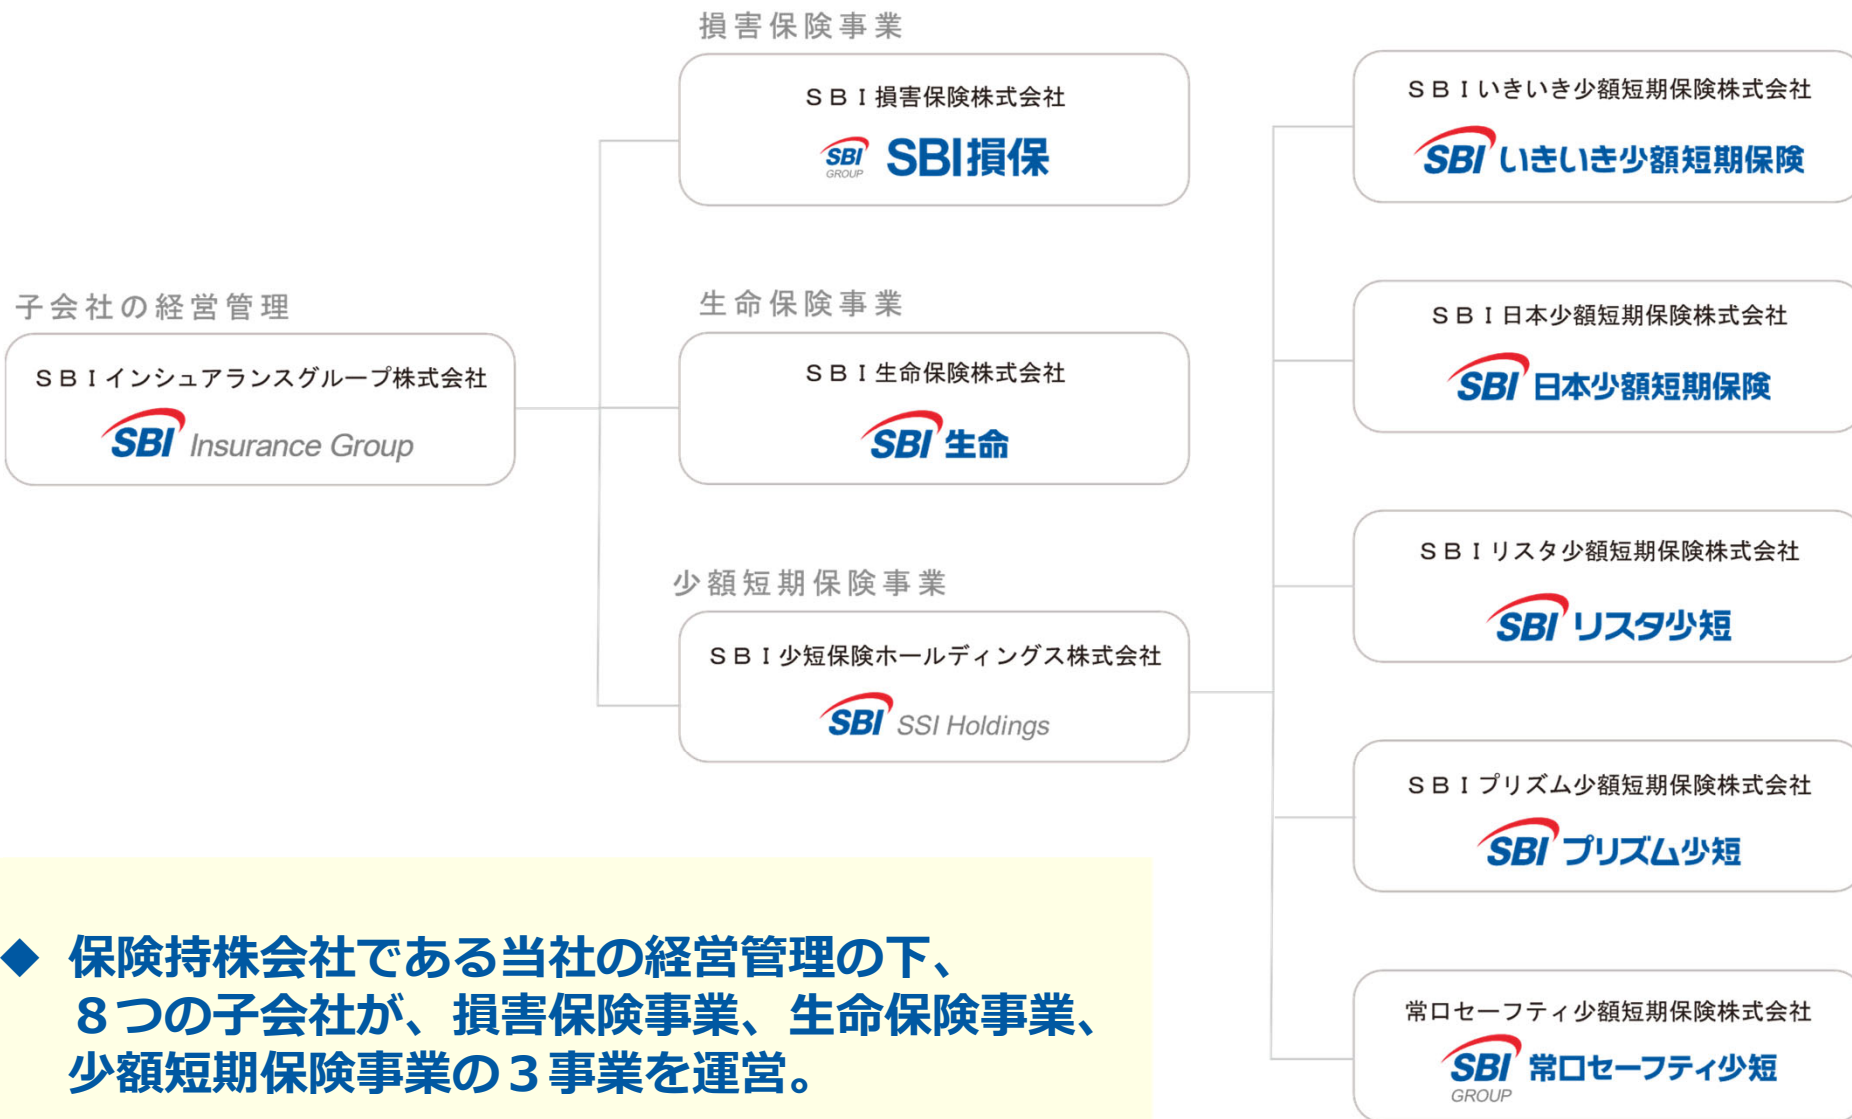 損害保険事業
ＳＢＩ損害保険株式会社
SBI GROUP SBI損保
子会社の経営管理
ＳＢＩインシュアランスグループ株式会社
SBI Insurance Group
生命保険事業
ＳＢＩ生命保険株式会社
SBI 生命
少額短期保険事業
ＳＢＩ少短保険ホールディングス株式会社
SBI SSI Holdings
ＳＢＩいきいき少額短期保険株式会社
SBI いきいき少額短期保険
ＳＢＩ日本少額短期保険株式会社
SBI 日本少額短期保険
ＳＢＩリスタ少額短期保険株式会社
SBI リスタ少短
ＳＢＩプリズム少額短期保険株式会社
SBI プリズム少短
常口セーフティ少額短期保険株式会社
SBI GROUP 常口セーフティ少短
◆ 保険持株会社である当社の経営管理の下、
８つの子会社が、損害保険事業、生命保険事業、
少額短期保険事業の３事業を運営。